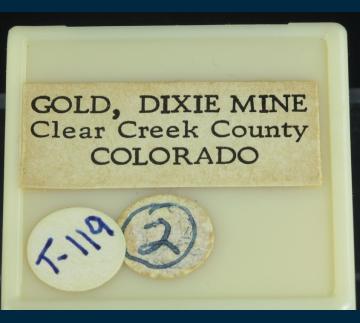 GOLD, DIXIE MINE
Clear Creek County
COLORADO
T-119
2